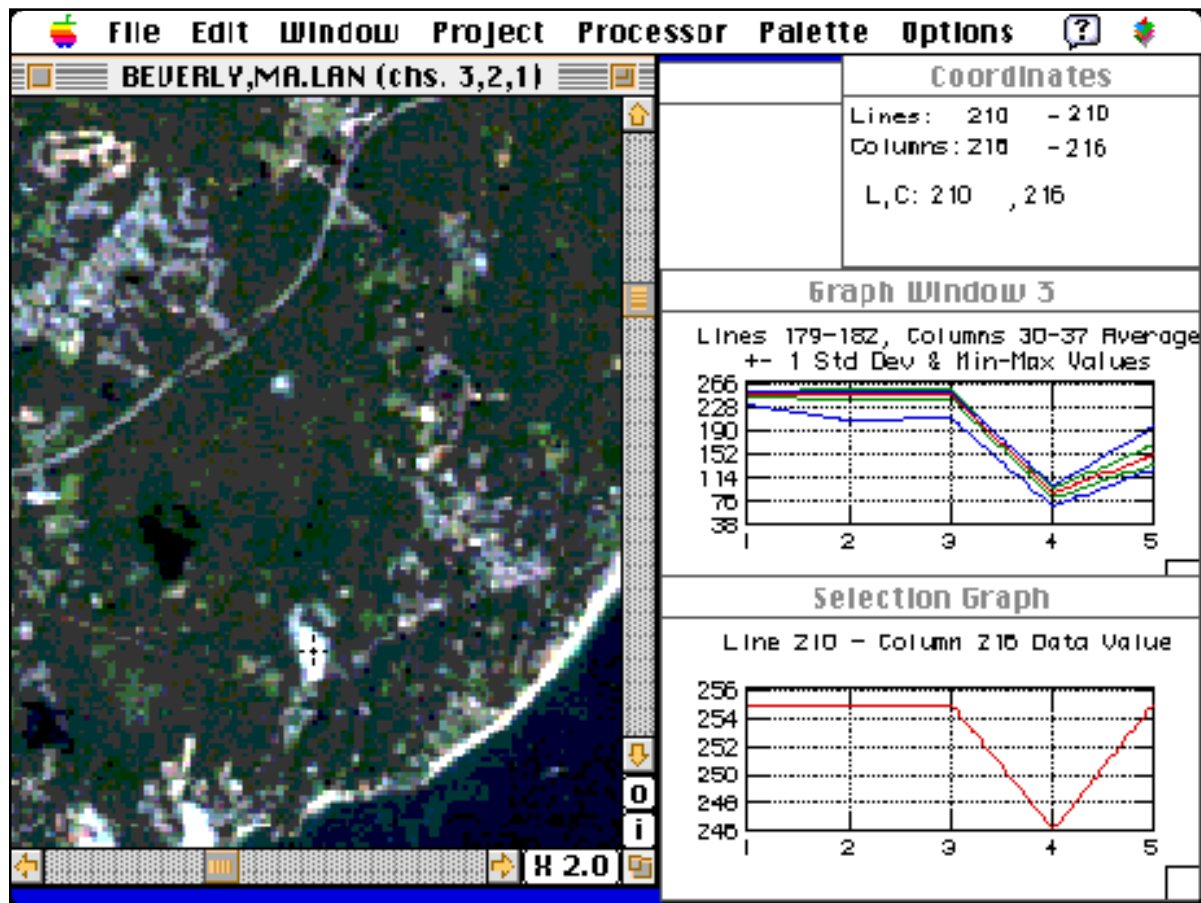 File Edit Window Project Processor Palette Options ?
BEVERLY,MA.LAN (chs. 3,2,1)
O
i
X 2.0
Coordinates
Lines: 210 - 210
Columns: 216 - 216
L,C: 210 , 216
Graph Window 3
Lines 179-182, Columns 30-37 Average
+- 1 Std Dev & Min-Max Values
266
228
190
152
114
76
38
1 2 3 4 5
Selection Graph
Line 210 - Column 216 Data Value
256
254
252
250
248
246
1 2 3 4 5